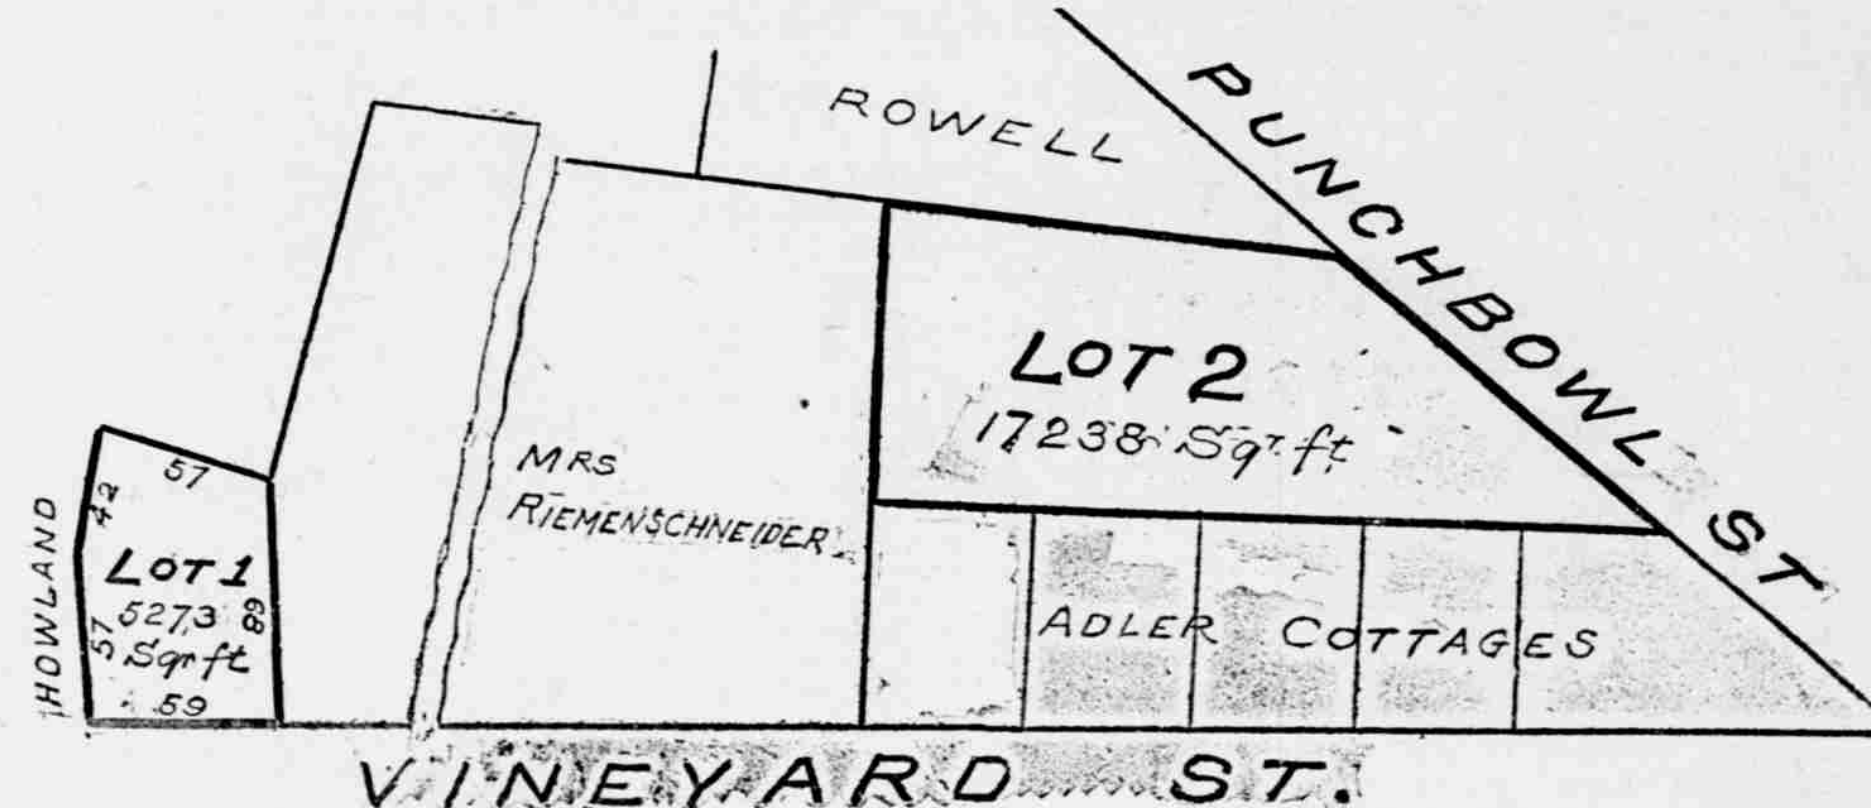 ROWELL
PUNCHBOWL ST
LOT 2
17238 Sqr. ft
MRS
RIEMENSCHNEIDER
HOWLAND
57
42
LOT 1
5273
Sqr ft
89
57
59
ADLER COTTAGES
VINEYARD ST.